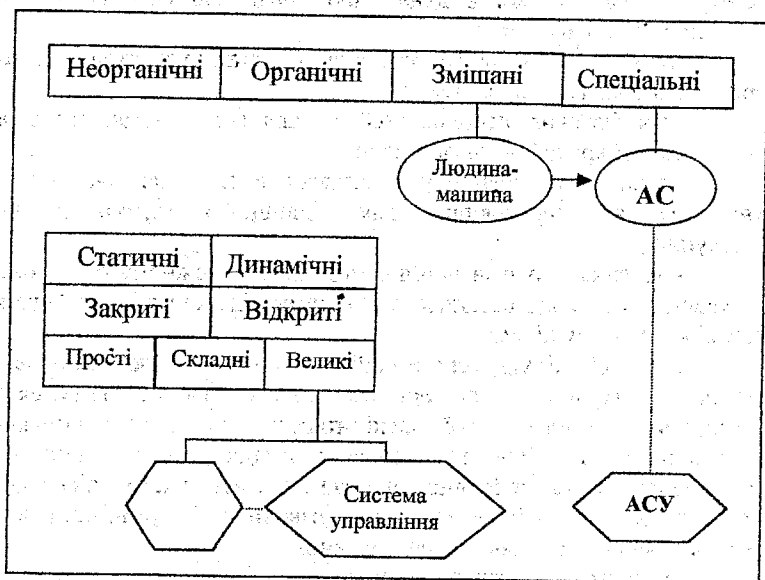 Неорганічні Органічні Змішані Спеціальні
Людина-
машина
АС
Статичні Динамічні
Закриті Відкриті
Прості Складні Великі
Система
управління
АСУ